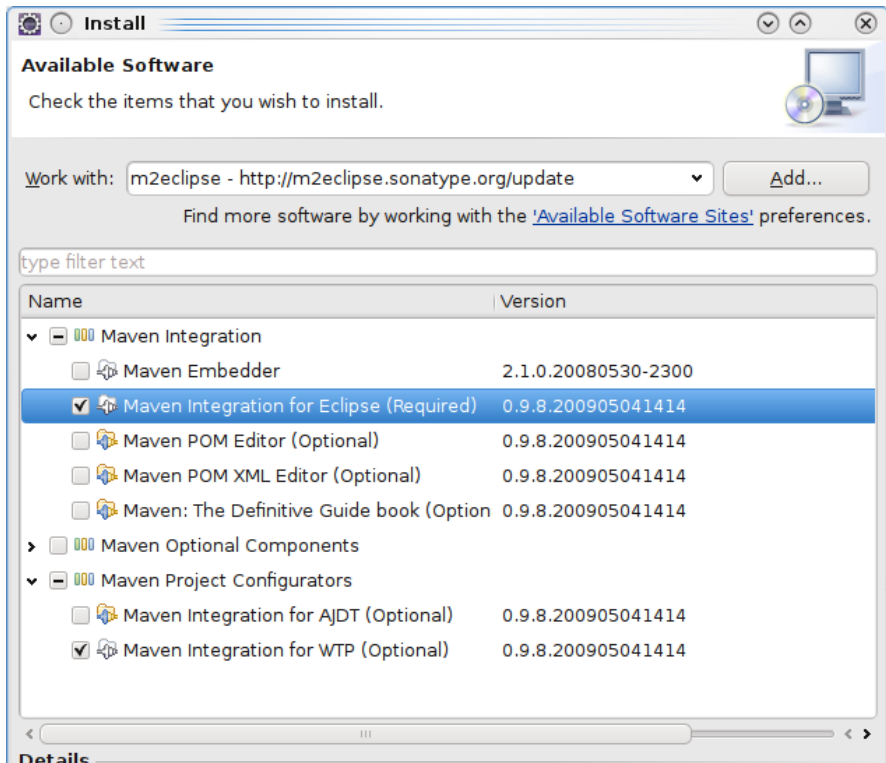 Install
Available Software
Check the items that you wish to install.
Work with: m2eclipse - http://m2eclipse.sonatype.org/update Add...
Find more software by working with the 'Available Software Sites' preferences.
type filter text
Name Version
Maven Integration
Maven Embedder 2.1.0.20080530-2300
Maven Integration for Eclipse (Required) 0.9.8.200905041414
Maven POM Editor (Optional) 0.9.8.200905041414
Maven POM XML Editor (Optional) 0.9.8.200905041414
Maven: The Definitive Guide book (Option 0.9.8.200905041414
Maven Optional Components
Maven Project Configurators
Maven Integration for AJDT (Optional) 0.9.8.200905041414
Maven Integration for WTP (Optional) 0.9.8.200905041414
Details